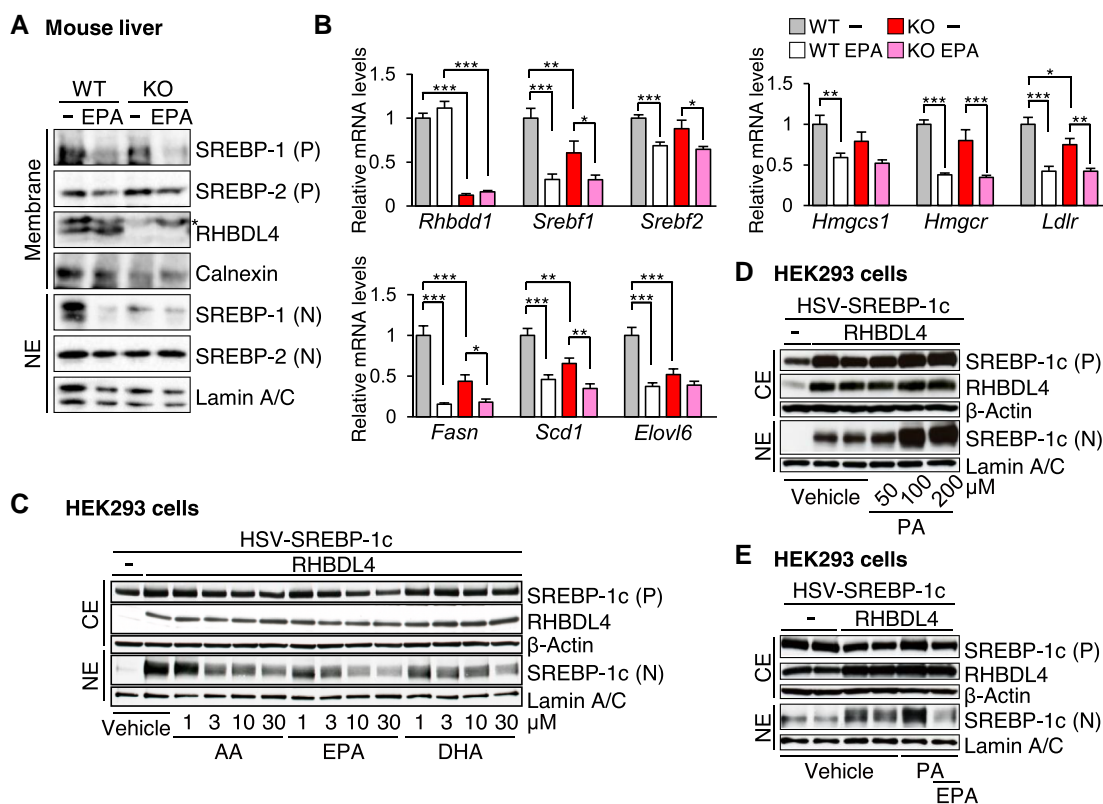 A Mouse liver
WT KO
– EPA – EPA
Membrane
SREBP-1 (P)
SREBP-2 (P)
*
RHBDL4
Calnexin
NE
SREBP-1 (N)
SREBP-2 (N)
Lamin A/C
B
WT – KO –
WT EPA KO EPA
Relative mRNA levels
1.5
1
0.5
0
*** *** ** *** * *** *
Rhbdd1 Srebf1 Srebf2
Relative mRNA levels
1.5
1
0.5
0
** *** *** * *** **
Hmgcs1 Hmgcr Ldlr
Relative mRNA levels
1.5
1
0.5
0
*** *** * ** *** ** *** ***
Fasn Scd1 Elovl6
C HEK293 cells
HSV-SREBP-1c
– RHBDL4
CE
SREBP-1c (P)
RHBDL4
β-Actin
NE
SREBP-1c (N)
Lamin A/C
Vehicle 1 3 10 30 1 3 10 30 1 3 10 30 μM
AA EPA DHA
D HEK293 cells
HSV-SREBP-1c
– RHBDL4
CE
SREBP-1c (P)
RHBDL4
β-Actin
NE
SREBP-1c (N)
Lamin A/C
Vehicle 50 100 200 μM
PA
E HEK293 cells
HSV-SREBP-1c
– RHBDL4
CE
SREBP-1c (P)
RHBDL4
β-Actin
NE
SREBP-1c (N)
Lamin A/C
Vehicle PA
EPA